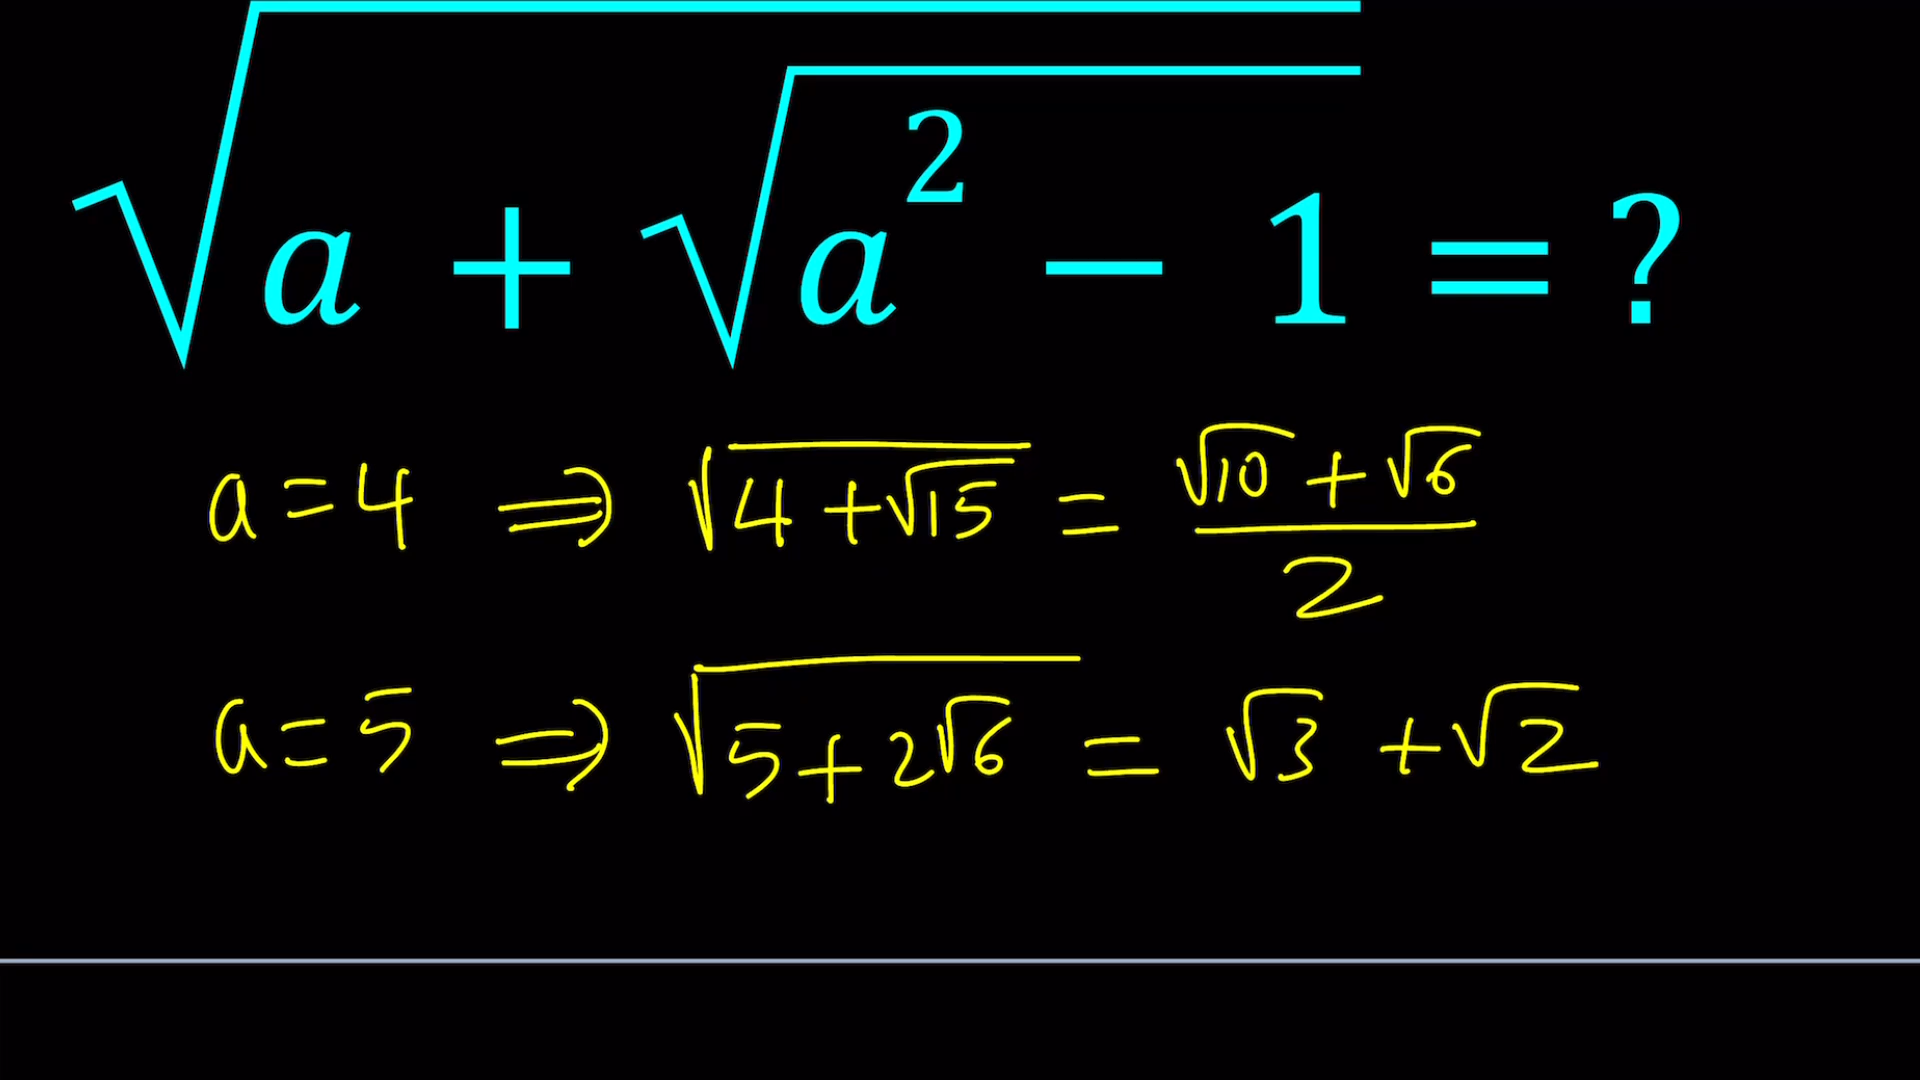 √(a + √(a² − 1)) = ?
a = 4 ⇒ √(4 + √15) = (√10 + √6)/2
a = 5 ⇒ √(5 + 2√6) = √3 + √2